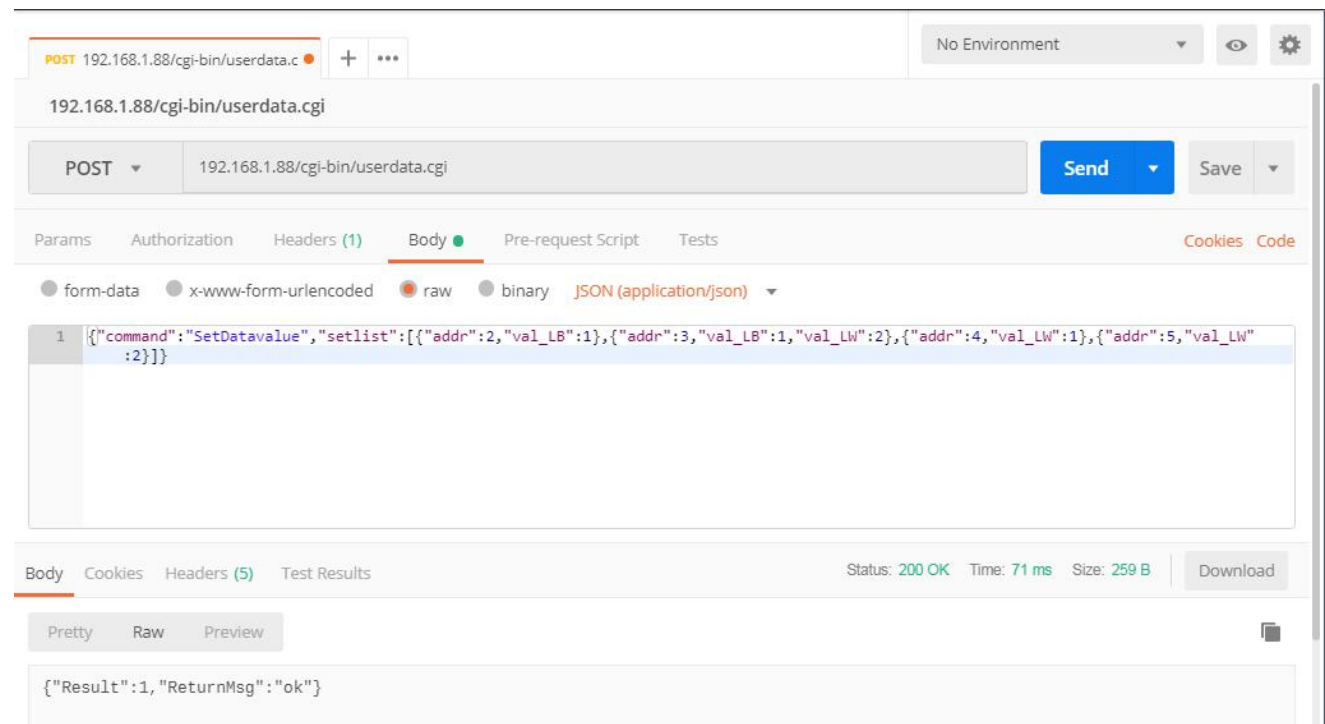 POST 192.168.1.88/cgi-bin/userdata.c
No Environment
192.168.1.88/cgi-bin/userdata.cgi
POST 192.168.1.88/cgi-bin/userdata.cgi Send Save
Params Authorization Headers (1) Body Pre-request Script Tests Cookies Code
form-data x-www-form-urlencoded raw binary JSON (application/json)
1 {"command":"SetDatavalue","setlist":[{"addr":2,"val_LB":1},{"addr":3,"val_LB":1,"val_LW":2},{"addr":4,"val_LW":1},{"addr":5,"val_LW"
:2}]}
Body Cookies Headers (5) Test Results Status: 200 OK Time: 71 ms Size: 259 B Download
Pretty Raw Preview
{"Result":1,"ReturnMsg":"ok"}